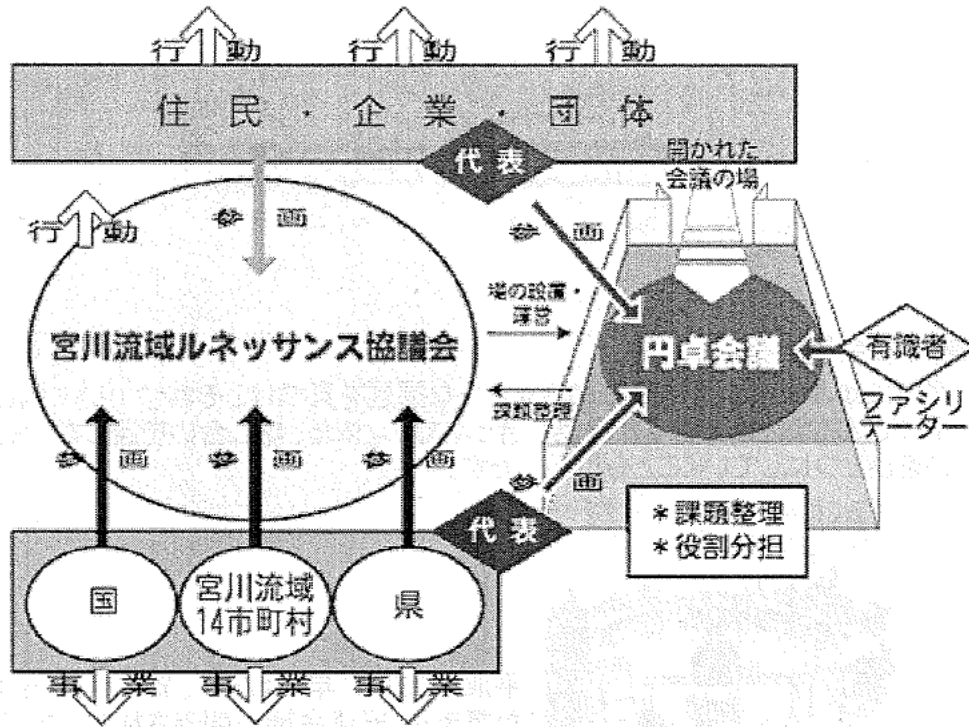 行動 行動 行動
住民・企業・団体
代表
開かれた
会議の場
行動
参画
参画
場の設置・
運営
宮川流域ルネッサンス協議会
円卓会議
有識者
課題整理
ファシリ
テーター
参画 参画 参画
参画
代表
*課題整理
*役割分担
国
宮川流域
14市町村
県
事業 事業 事業